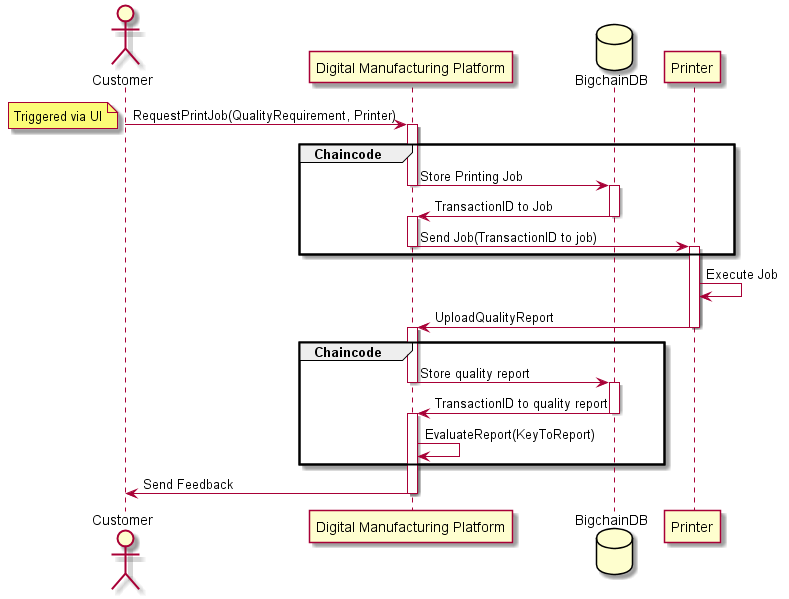 Customer
Digital Manufacturing Platform
BigchainDB
Printer
Triggered via UI
RequestPrintJob(QualityRequirement, Printer)
Chaincode
Store Printing Job
TransactionID to Job
Send Job(TransactionID to job)
Execute Job
UploadQualityReport
Chaincode
Store quality report
TransactionID to quality report
EvaluateReport(KeyToReport)
Send Feedback
Customer
Digital Manufacturing Platform
BigchainDB
Printer